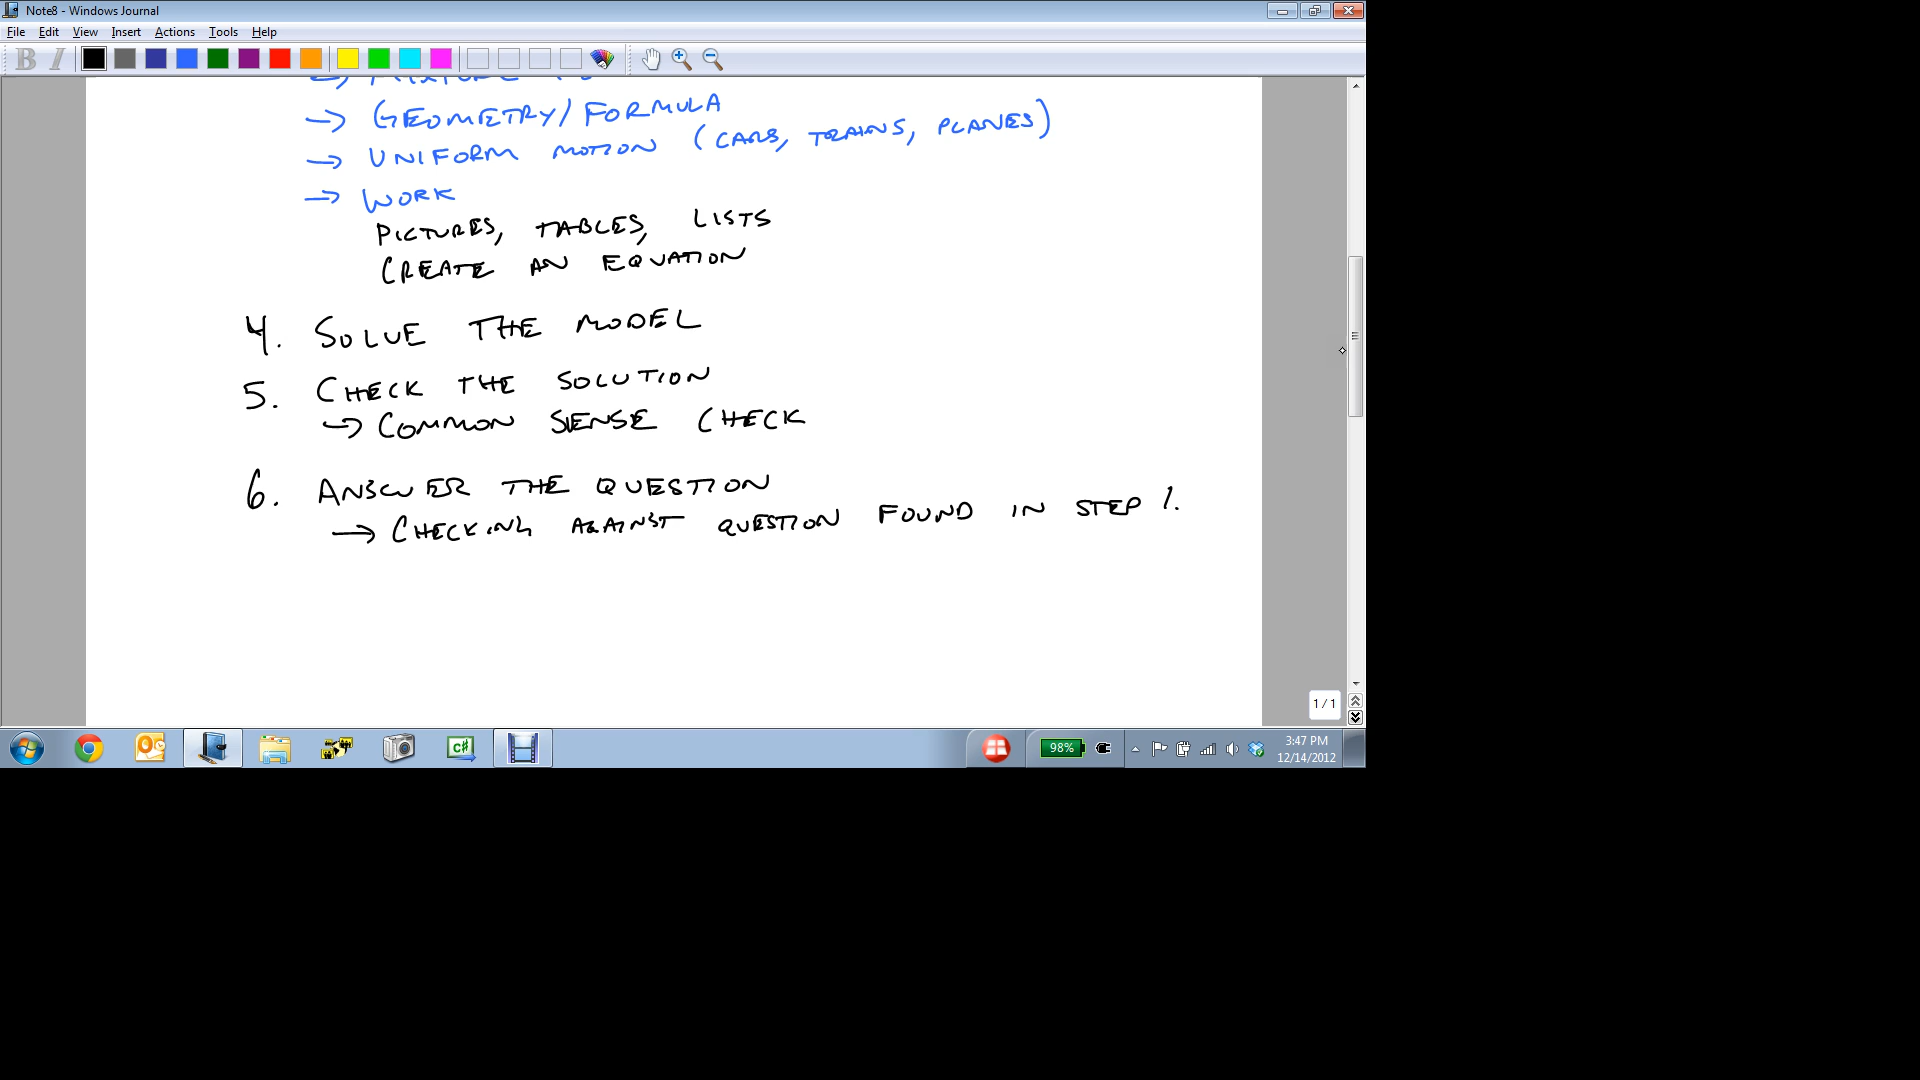 Note8 - Windows Journal
File Edit View Insert Actions Tools Help
B I
→ MIXTURE
→ GEOMETRY/FORMULA
→ UNIFORM MOTION (CARS, TRAINS, PLANES)
→ WORK
PICTURES, TABLES, LISTS
CREATE AN EQUATION
4. SOLVE THE MODEL
5. CHECK THE SOLUTION
→ COMMON SENSE CHECK
6. ANSWER THE QUESTION
→ CHECKING AGAINST QUESTION FOUND IN STEP 1.
1 / 1
C#
98%
3:47 PM
12/14/2012